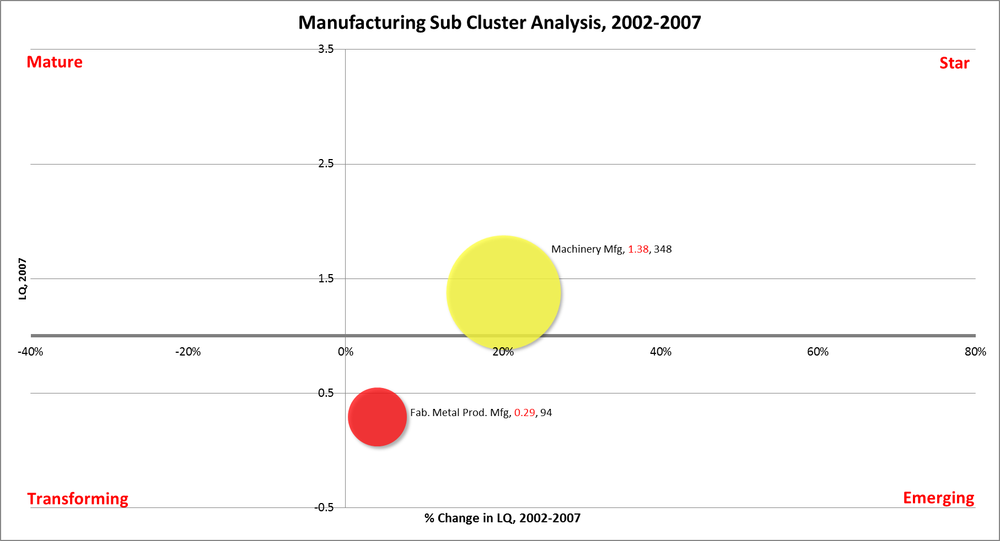 Manufacturing Sub Cluster Analysis, 2002-2007
3.5
Mature
Star
2.5
Machinery Mfg, 1.38, 348
1.5
LQ, 2007
-40% -20% 0% 20% 40% 60% 80%
0.5
Fab. Metal Prod. Mfg, 0.29, 94
Transforming
Emerging
-0.5
% Change in LQ, 2002-2007